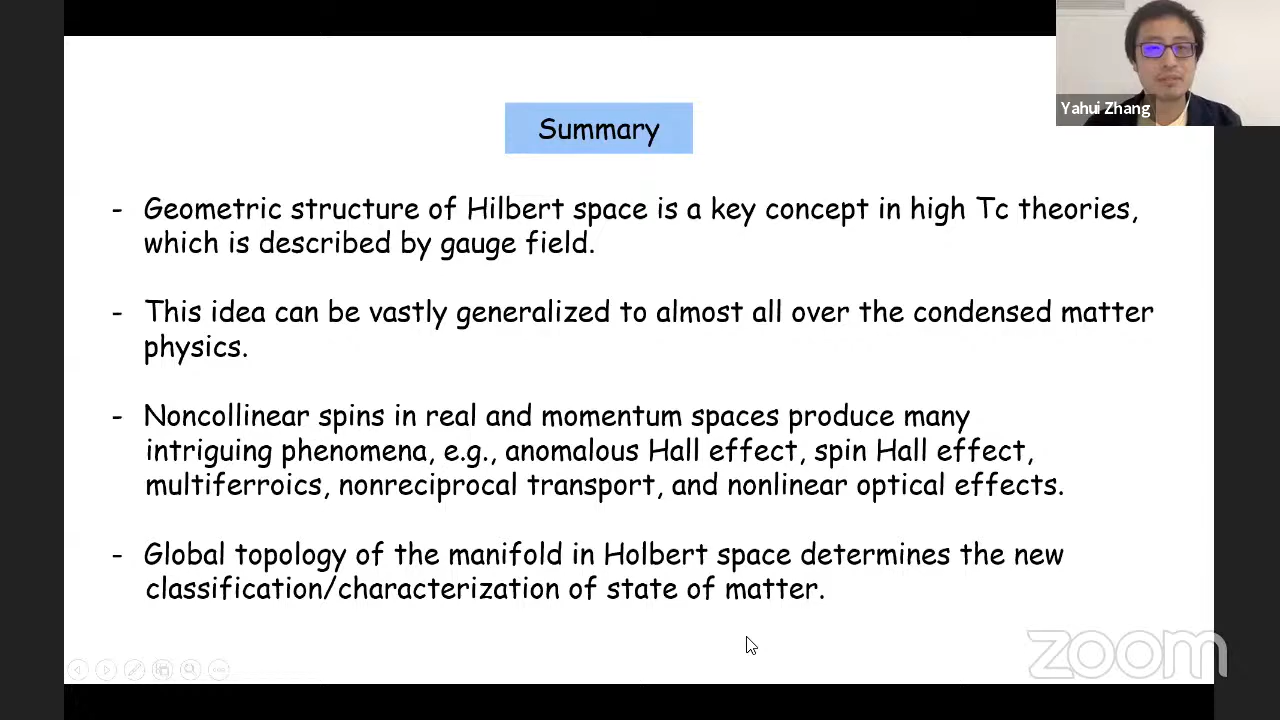 Yahui Zhang
Summary
- Geometric structure of Hilbert space is a key concept in high Tc theories,
which is described by gauge field.
- This idea can be vastly generalized to almost all over the condensed matter
physics.
- Noncollinear spins in real and momentum spaces produce many
intriguing phenomena, e.g., anomalous Hall effect, spin Hall effect,
multiferroics, nonreciprocal transport, and nonlinear optical effects.
- Global topology of the manifold in Holbert space determines the new
classification/characterization of state of matter.
zoom